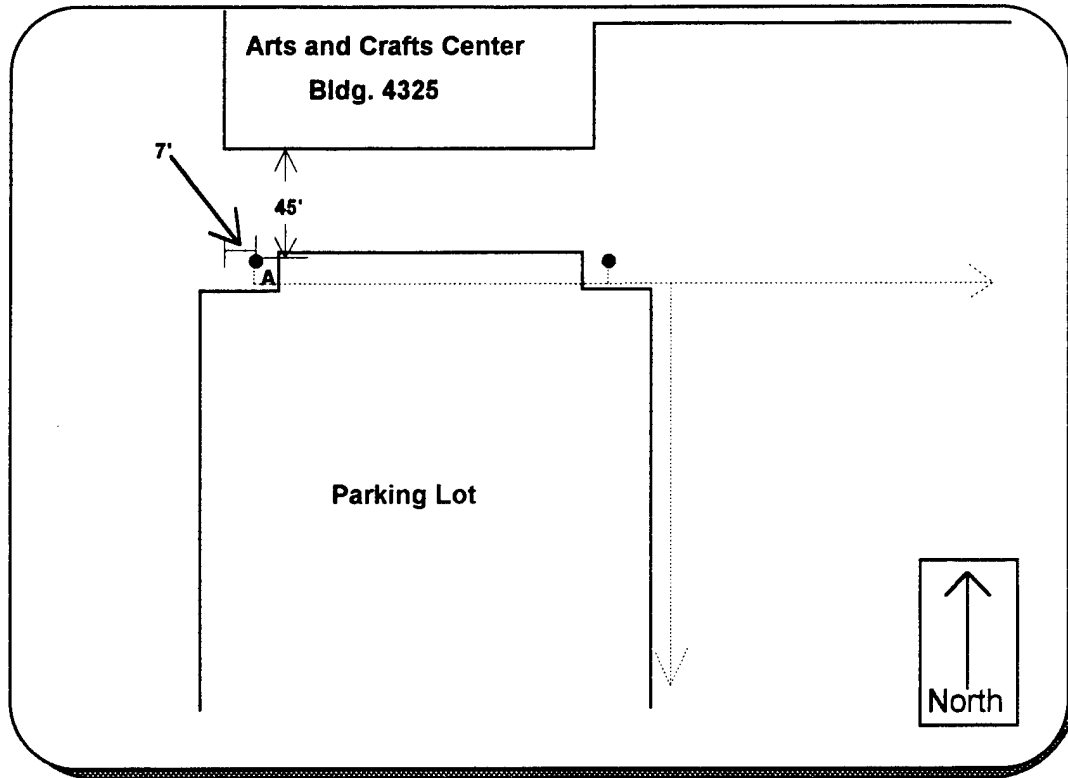 Arts and Crafts Center
Bldg. 4325
7'
45'
A
Parking Lot
North